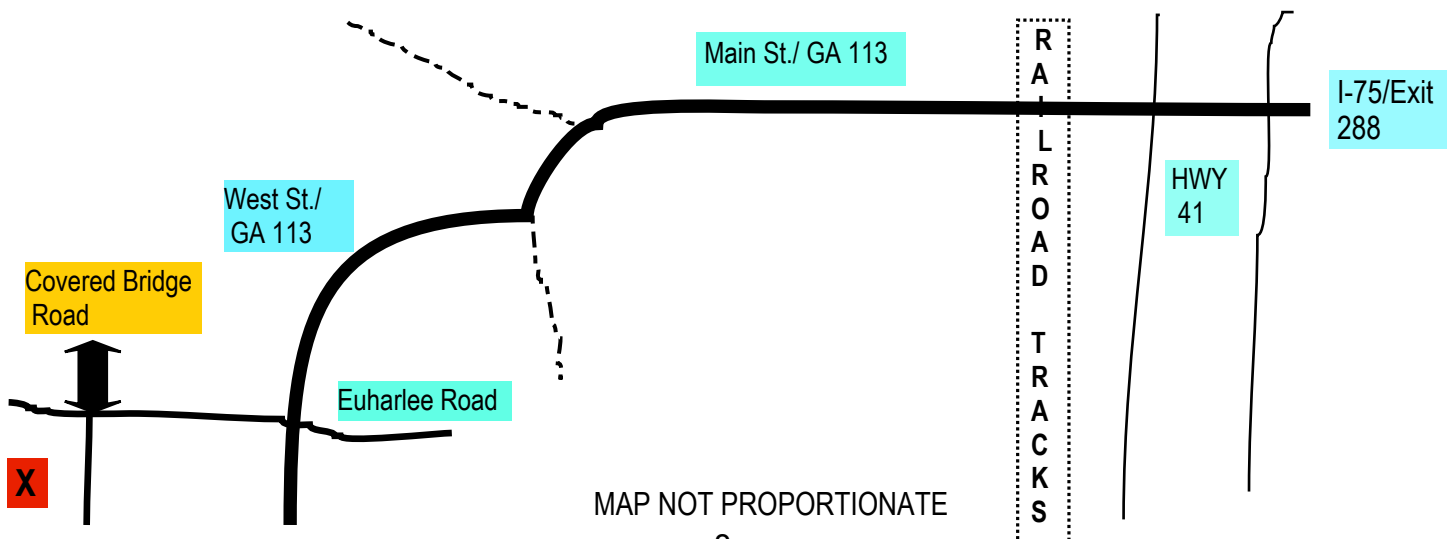 Main St./ GA 113
RAILROAD TRACKS
I-75/Exit
288
West St./
GA 113
HWY
41
Covered Bridge
Road
Euharlee Road
X
MAP NOT PROPORTIONATE